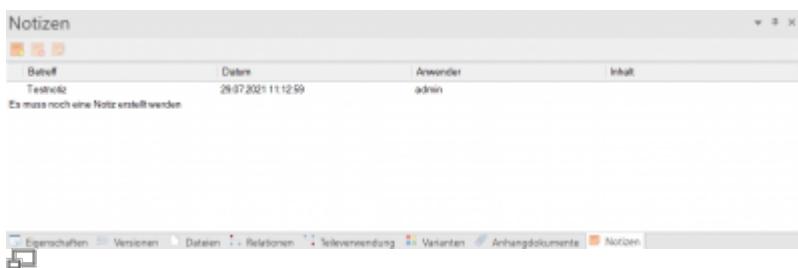 Notizen
Betreff Datum Anwender Inhalt
Testnotiz 29.07.2021 11:12:59 admin
Es muss noch eine Notiz erstellt werden
Eigenschaften Versionen Dateien Relationen Teileverwendung Varianten Anhangdokumente Notizen